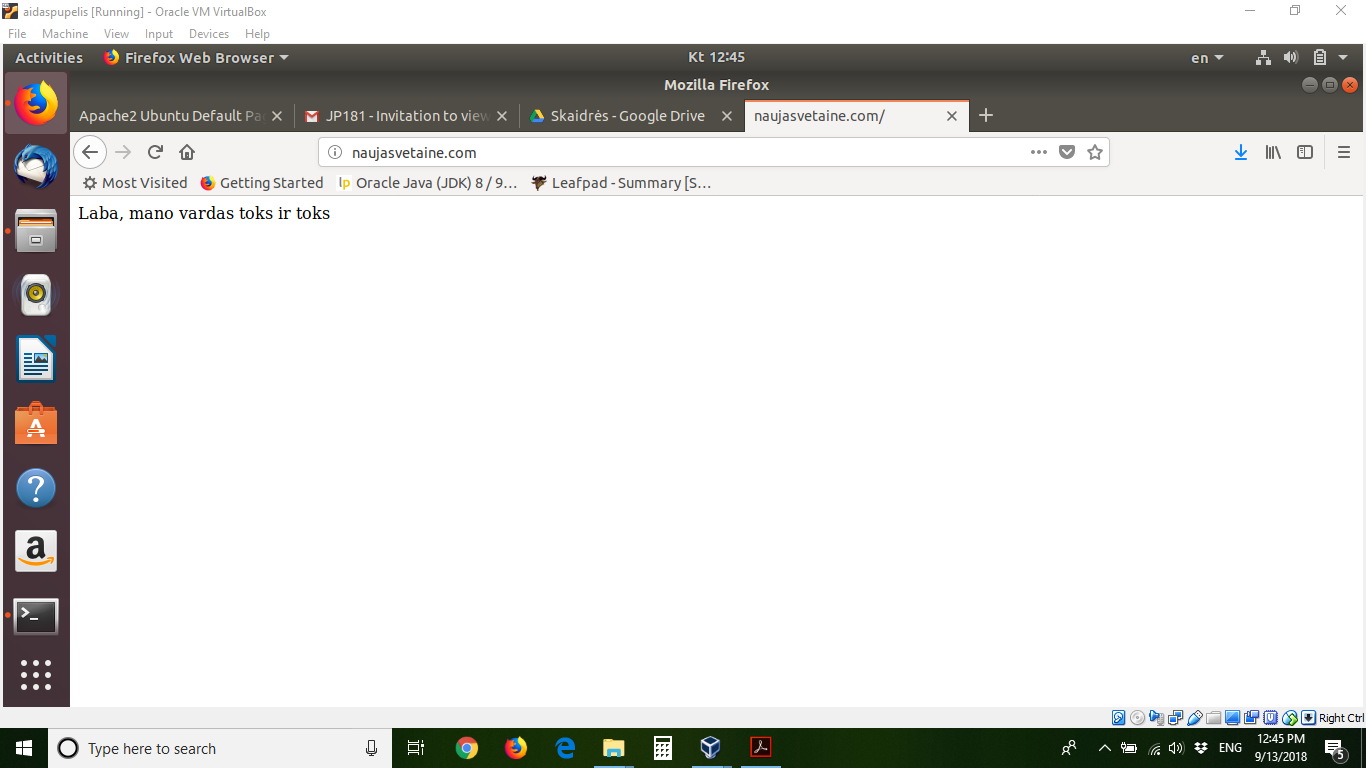 aidaspupelis [Running] - Oracle VM VirtualBox
File Machine View Input Devices Help
Activities Firefox Web Browser Kt 12:45 en
Mozilla Firefox
Apache2 Ubuntu Default Pa JP181 - Invitation to view Skaidrės - Google Drive naujasvetaine.com/
naujasvetaine.com
Most Visited Getting Started lp Oracle Java (JDK) 8 / 9… Leafpad - Summary [S…
Laba, mano vardas toks ir toks
Right Ctrl
Type here to search ENG 12:45 PM
9/13/2018 5